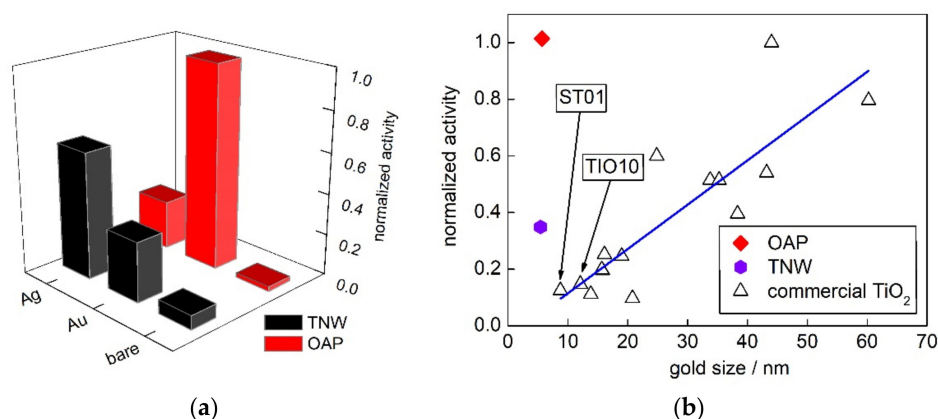 1.0
0.8
0.6
0.4
0.2
0.0
normalized activity
Ag
Au
bare
TNW
OAP
(a)
b)
normalized activity
1.0
0.8
0.6
0.4
0.2
0.0
ST01
TIO10
OAP
TNW
commercial TiO₂
0 10 20 30 40 50 60 70
gold size / nm
(b)